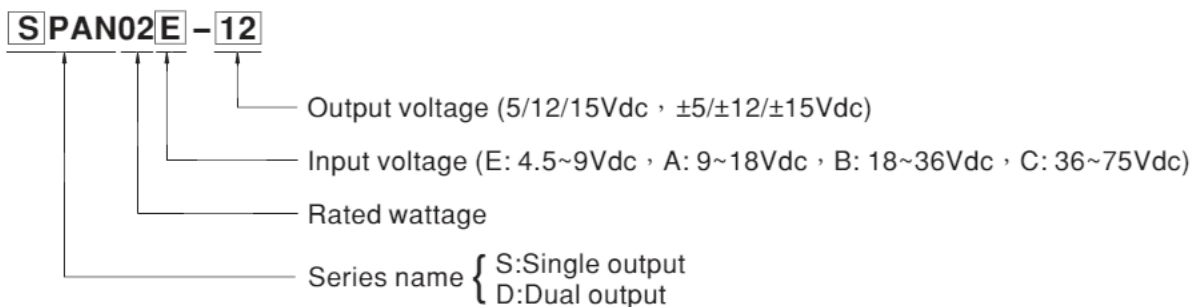 SPAN02E-12
Output voltage (5/12/15Vdc，±5/±12/±15Vdc)
Input voltage (E: 4.5~9Vdc，A: 9~18Vdc，B: 18~36Vdc，C: 36~75Vdc)
Rated wattage
Series name { S:Single output
D:Dual output